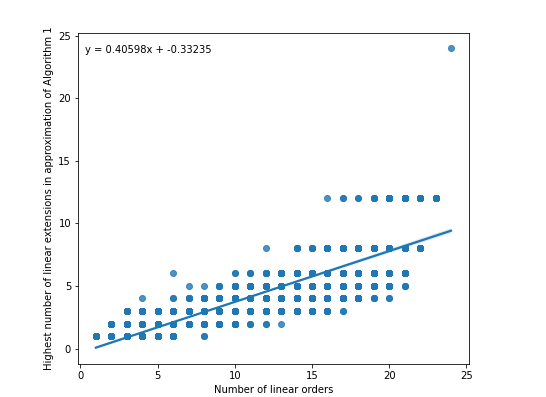 y = 0.40598x + -0.33235
Highest number of linear extensions in approximation of Algorithm 1
25
20
15
10
5
0
0 5 10 15 20 25
Number of linear orders